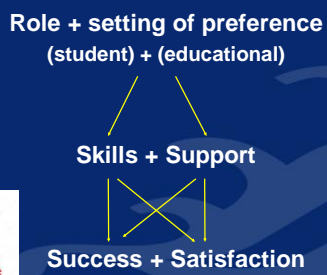 Role + setting of preference
(student) + (educational)
Skills + Support
Success + Satisfaction